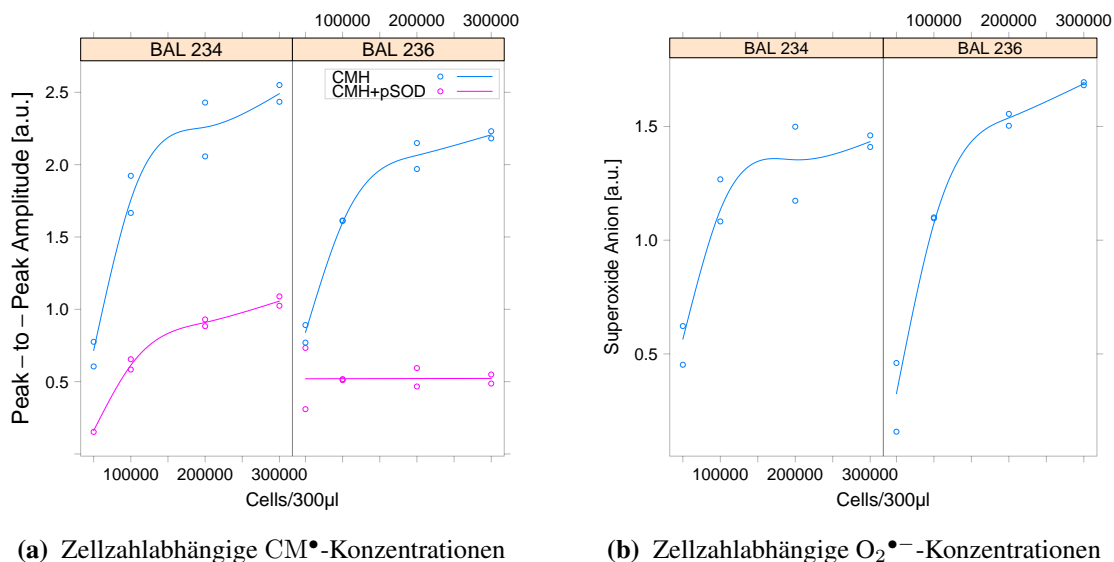 100000
200000
300000
BAL 234
BAL 236
CMH
CMH+pSOD
Peak – to – Peak Amplitude [a.u.]
2.5
2.0
1.5
1.0
0.5
100000
200000
300000
Cells/300µl
(a) Zellzahlabhängige CM•-Konzentrationen
100000
200000
300000
BAL 234
BAL 236
Superoxide Anion [a.u.]
1.5
1.0
0.5
100000
200000
300000
Cells/300µl
(b) Zellzahlabhängige O₂•−-Konzentrationen